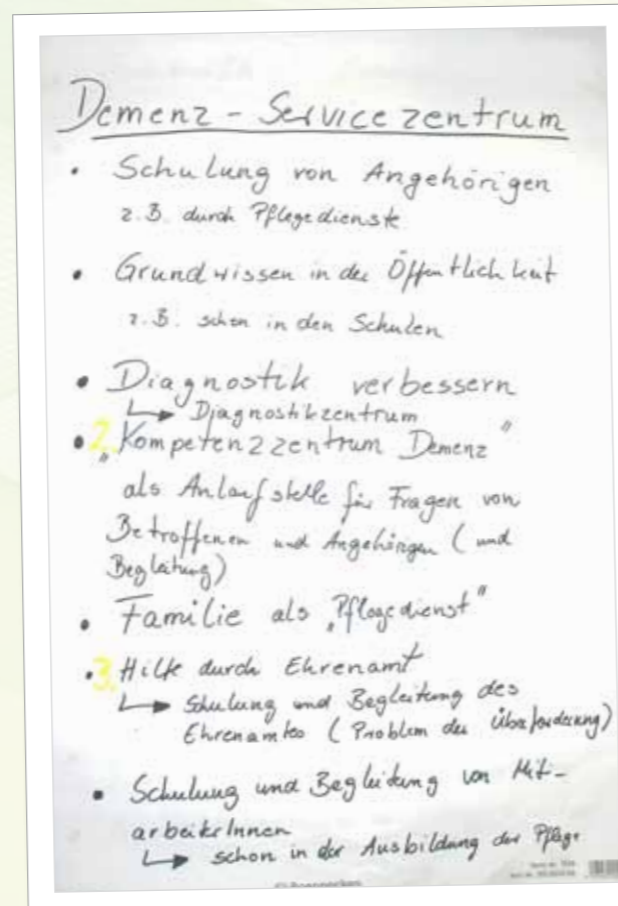 Demenz - Servicezentrum
• Schulung von Angehörigen
z.B. durch Pflegedienste
• Grundwissen in der Öffentlichkeit
z.B. schon in den Schulen
• Diagnostik verbessern
↳ Diagnostikzentrum
• 2. „Kompetenzzentrum Demenz"
als Anlaufstelle für Fragen von
Betroffenen und Angehörigen (und
Begleitung)
• Familie als „Pflegedienst"
• 3. Hilfe durch Ehrenamt
↳ Schulung und Begleitung des
Ehrenamtes (Problem der Überforderung)
• Schulung und Begleitung von Mit-
arbeiterInnen
↳ schon in der Ausbildung der Pflege